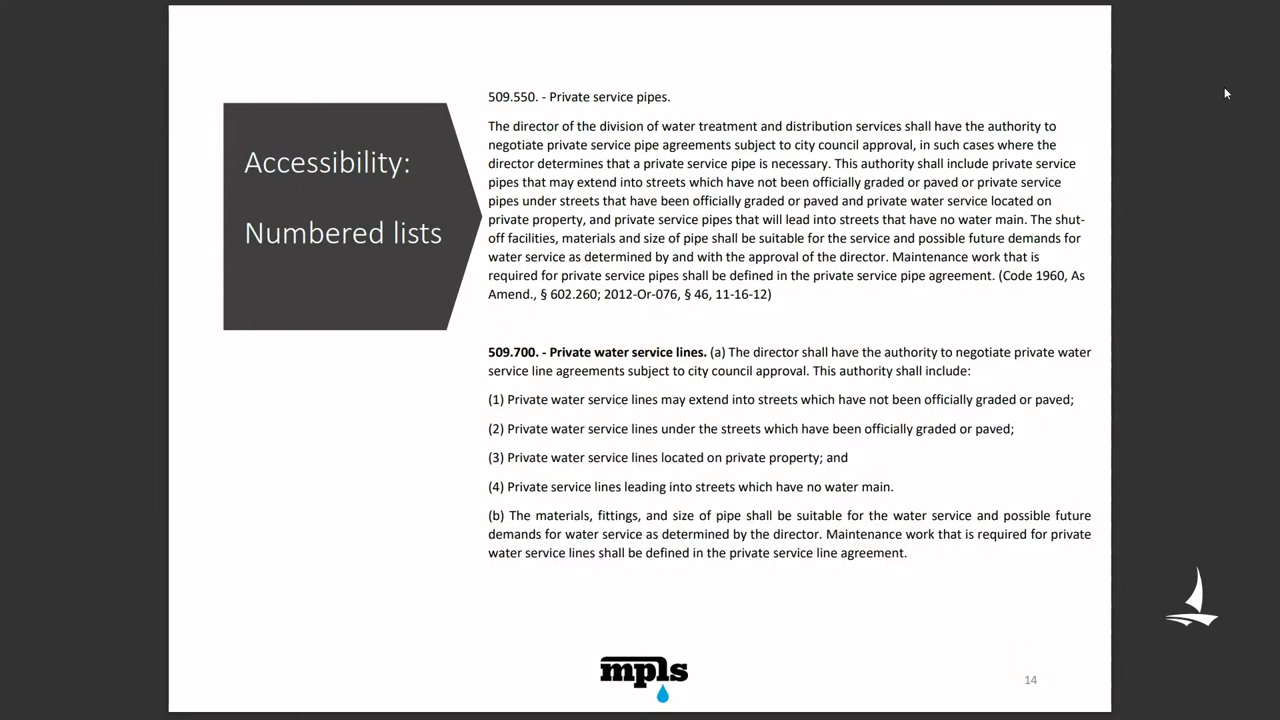 Accessibility:
Numbered lists
509.550. - Private service pipes.
The director of the division of water treatment and distribution services shall have the authority to
negotiate private service pipe agreements subject to city council approval, in such cases where the
director determines that a private service pipe is necessary. This authority shall include private service
pipes that may extend into streets which have not been officially graded or paved or private service
pipes under streets that have been officially graded or paved and private water service located on
private property, and private service pipes that will lead into streets that have no water main. The shut-
off facilities, materials and size of pipe shall be suitable for the service and possible future demands for
water service as determined by and with the approval of the director. Maintenance work that is
required for private service pipes shall be defined in the private service pipe agreement. (Code 1960, As
Amend., § 602.260; 2012-Or-076, § 46, 11-16-12)
509.700. - Private water service lines. (a) The director shall have the authority to negotiate private water
service line agreements subject to city council approval. This authority shall include:
(1) Private water service lines may extend into streets which have not been officially graded or paved;
(2) Private water service lines under the streets which have been officially graded or paved;
(3) Private water service lines located on private property; and
(4) Private service lines leading into streets which have no water main.
(b) The materials, fittings, and size of pipe shall be suitable for the water service and possible future
demands for water service as determined by the director. Maintenance work that is required for private
water service lines shall be defined in the private service line agreement.
mpls
14